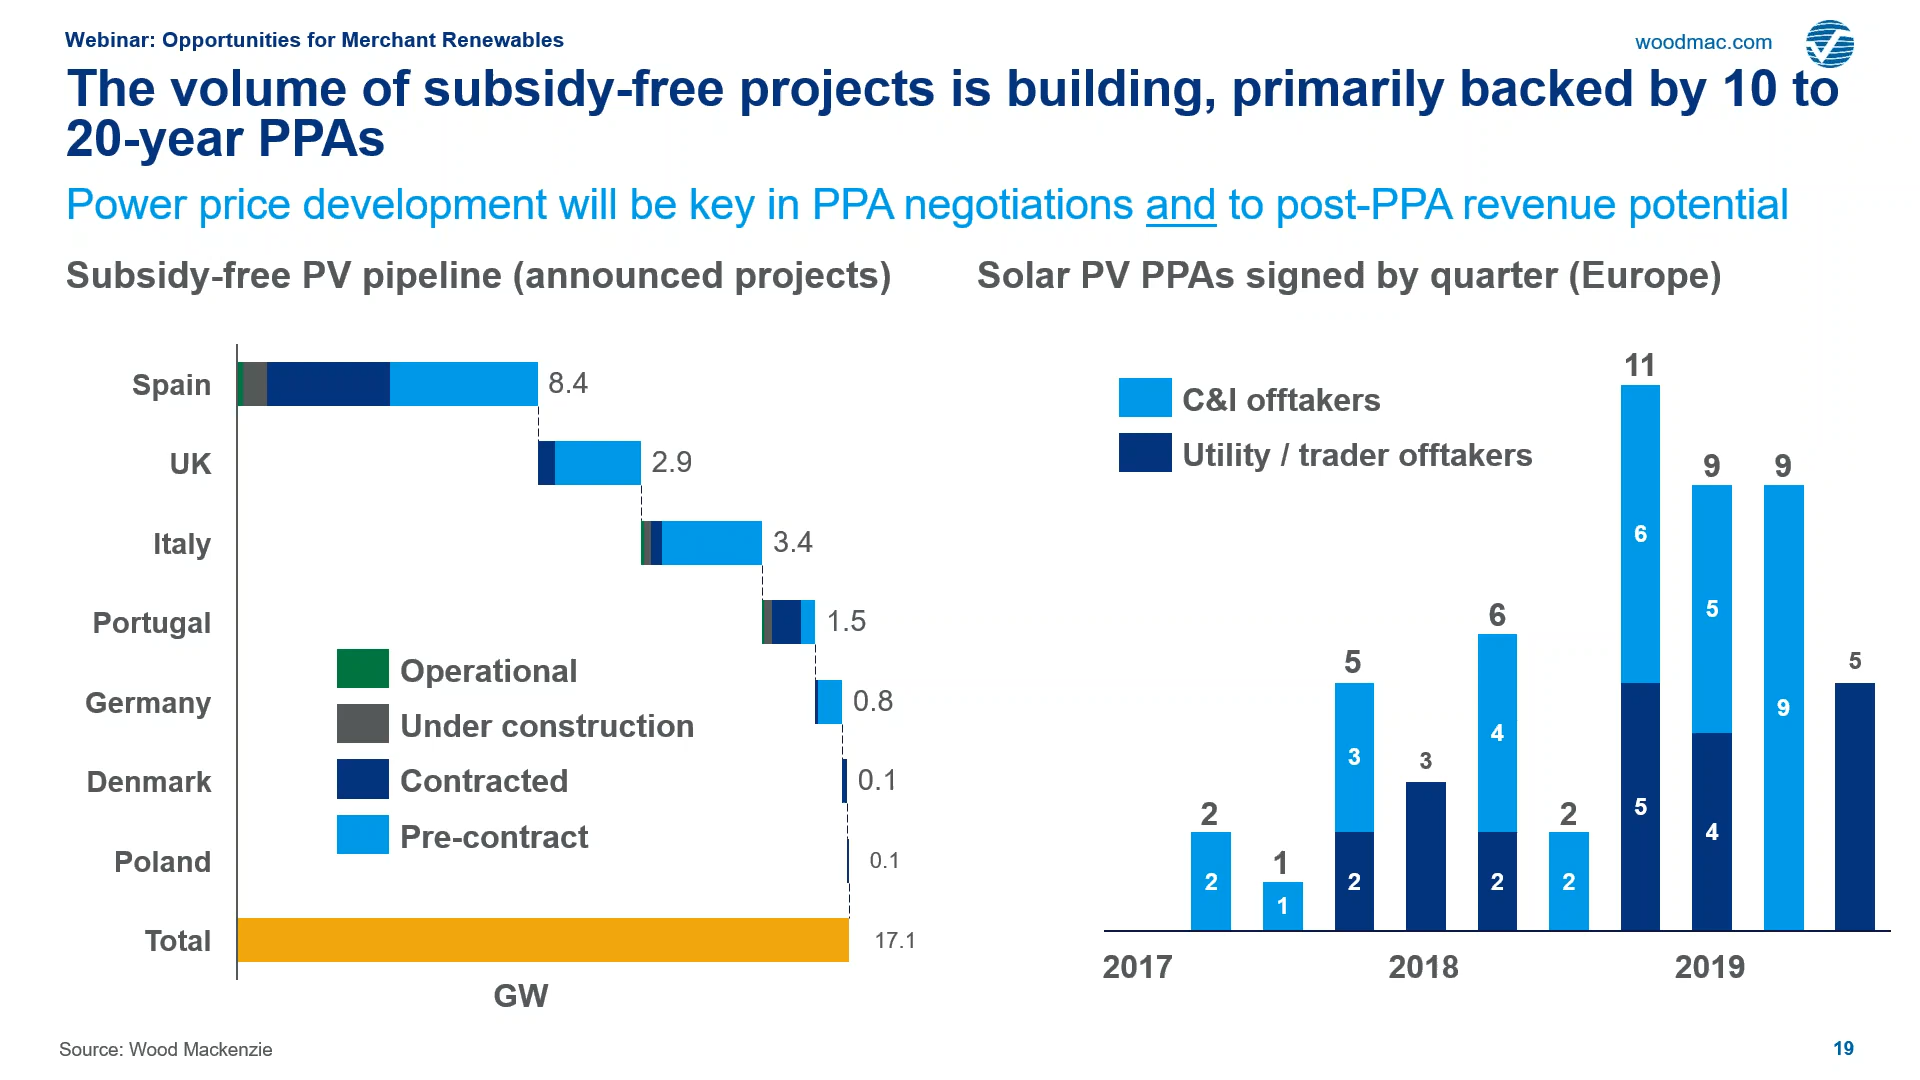 Webinar: Opportunities for Merchant Renewables
woodmac.com
The volume of subsidy-free projects is building, primarily backed by 10 to
20-year PPAs
Power price development will be key in PPA negotiations and to post-PPA revenue potential
Subsidy-free PV pipeline (announced projects)
Spain
8.4
UK
2.9
Italy
3.4
Portugal
1.5
Germany
0.8
Denmark
0.1
Poland
0.1
Total
17.1
Operational
Under construction
Contracted
Pre-contract
GW
Solar PV PPAs signed by quarter (Europe)
C&I offtakers
Utility / trader offtakers
2
2
1
1
5
3
2
3
6
4
2
2
2
11
6
5
9
5
4
9
9
5
2017
2018
2019
Source: Wood Mackenzie
19